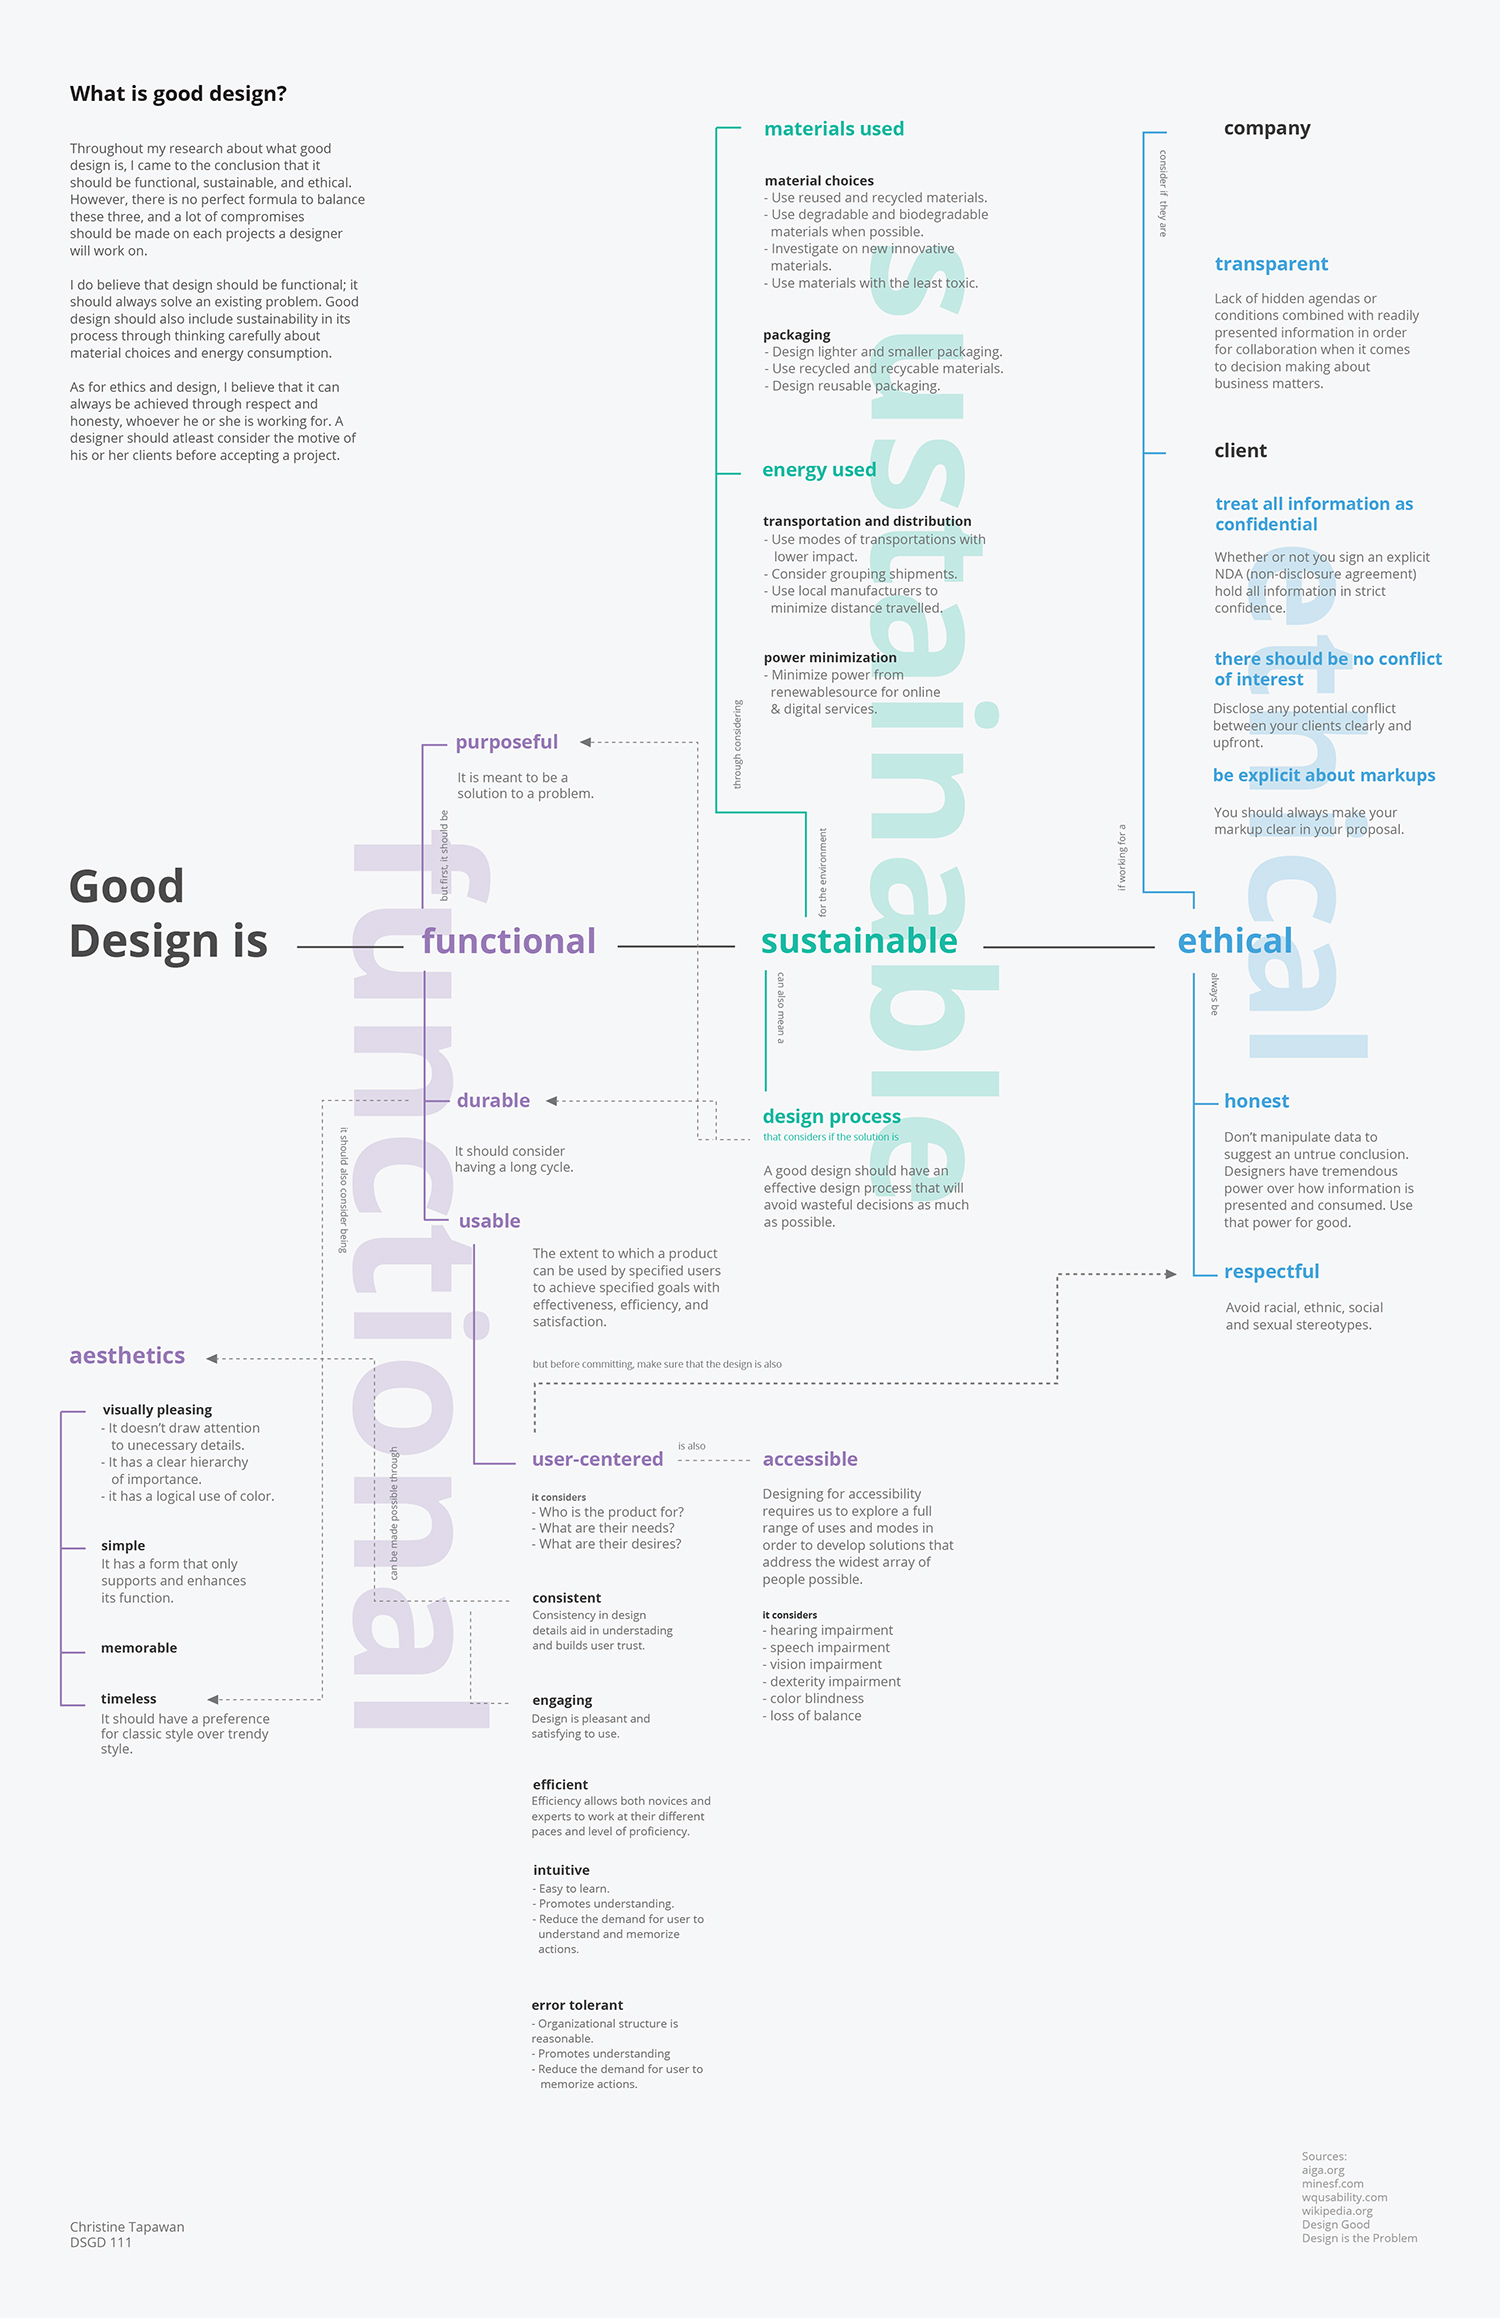 What is good design?
Throughout my research about what good
design is, I came to the conclusion that it
should be functional, sustainable, and ethical.
However, there is no perfect formula to balance
these three, and a lot of compromises
should be made on each projects a designer
will work on.
I do believe that design should be functional; it
should always solve an existing problem. Good
design should also include sustainability in its
process through thinking carefully about
material choices and energy consumption.
As for ethics and design, I believe that it can
always be achieved through respect and
honesty, whoever he or she is working for. A
designer should atleast consider the motive of
his or her clients before accepting a project.
Good
Design is
functional
functional
but first, it should be
purposeful
It is meant to be a
solution to a problem.
durable
It should consider
having a long cycle.
it should also consider being
usable
The extent to which a product
can be used by specified users
to achieve specified goals with
effectiveness, efficiency, and
satisfaction.
but before committing, make sure that the design is also
aesthetics
visually pleasing
- It doesn't draw attention
to unecessary details.
- It has a clear hierarchy
of importance.
- it has a logical use of color.
simple
It has a form that only
supports and enhances
its function.
memorable
timeless
It should have a preference
for classic style over trendy
style.
can be made possible through
user-centered
is also
it considers
- Who is the product for?
- What are their needs?
- What are their desires?
consistent
Consistency in design
details aid in understading
and builds user trust.
engaging
Design is pleasant and
satisfying to use.
efficient
Efficiency allows both novices and
experts to work at their different
paces and level of proficiency.
intuitive
- Easy to learn.
- Promotes understanding.
- Reduce the demand for user to
understand and memorize
actions.
error tolerant
- Organizational structure is
reasonable.
- Promotes understanding
- Reduce the demand for user to
memorize actions.
accessible
Designing for accessibility
requires us to explore a full
range of uses and modes in
order to develop solutions that
address the widest array of
people possible.
it considers
- hearing impairment
- speech impairment
- vision impairment
- dexterity impairment
- color blindness
- loss of balance
sustainable
sustainable
for the environment
through considering
materials used
material choices
- Use reused and recycled materials.
- Use degradable and biodegradable
materials when possible.
- Investigate on new innovative
materials.
- Use materials with the least toxic.
packaging
- Design lighter and smaller packaging.
- Use recycled and recycable materials.
- Design reusable packaging.
energy used
transportation and distribution
- Use modes of transportations with
lower impact.
- Consider grouping shipments.
- Use local manufacturers to
minimize distance travelled.
power minimization
- Minimize power from
renewablesource for online
& digital services.
can also mean a
design process
that considers if the solution is
A good design should have an
effective design process that will
avoid wasteful decisions as much
as possible.
ethical
ethical
if working for a
company
consider if they are
transparent
Lack of hidden agendas or
conditions combined with readily
presented information in order
for collaboration when it comes
to decision making about
business matters.
client
treat all information as
confidential
Whether or not you sign an explicit
NDA (non-disclosure agreement)
hold all information in strict
confidence.
there should be no conflict
of interest
Disclose any potential conflict
between your clients clearly and
upfront.
be explicit about markups
You should always make your
markup clear in your proposal.
always be
honest
Don't manipulate data to
suggest an untrue conclusion.
Designers have tremendous
power over how information is
presented and consumed. Use
that power for good.
respectful
Avoid racial, ethnic, social
and sexual stereotypes.
Christine Tapawan
DSGD 111
Sources:
aiga.org
minesf.com
wqusability.com
wikipedia.org
Design Good
Design is the Problem